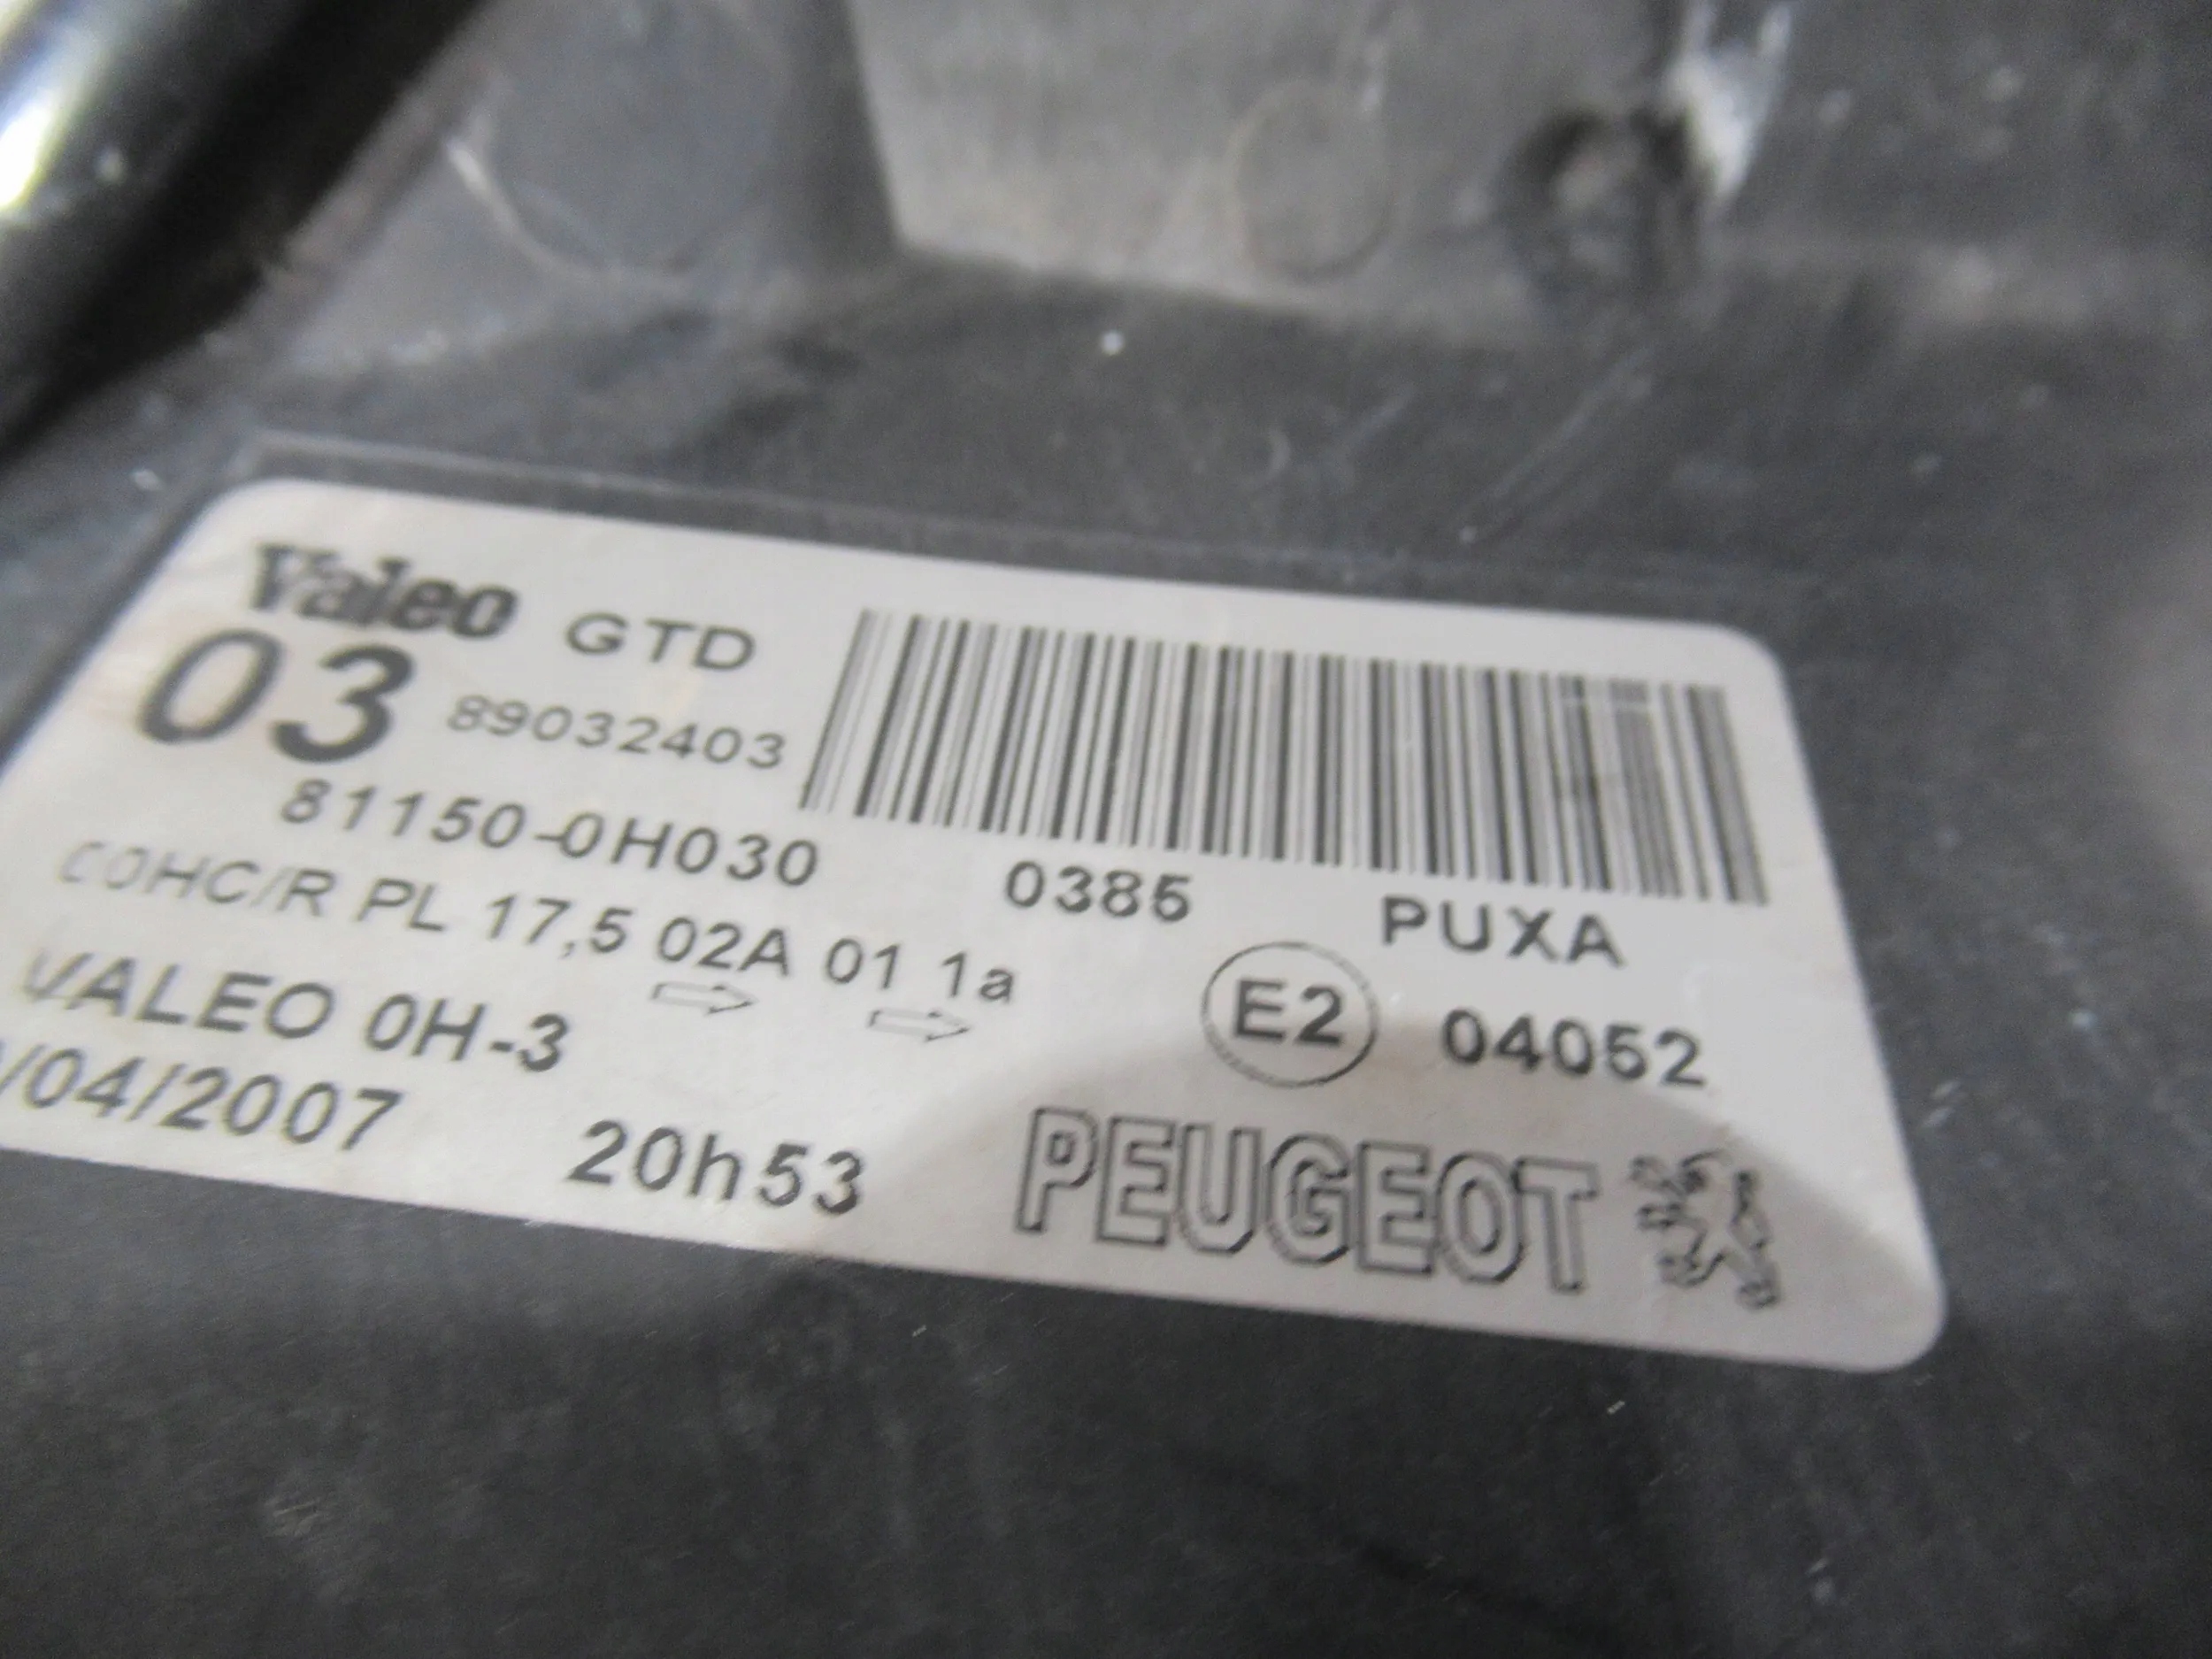 Valeo GTD
03 89032403
81150-0H030 0385 PUXA
HC/R PL 17,5 02A 01 1a
E2 04052
VALEO 0H-3
/04/2007 20h53 PEUGEOT